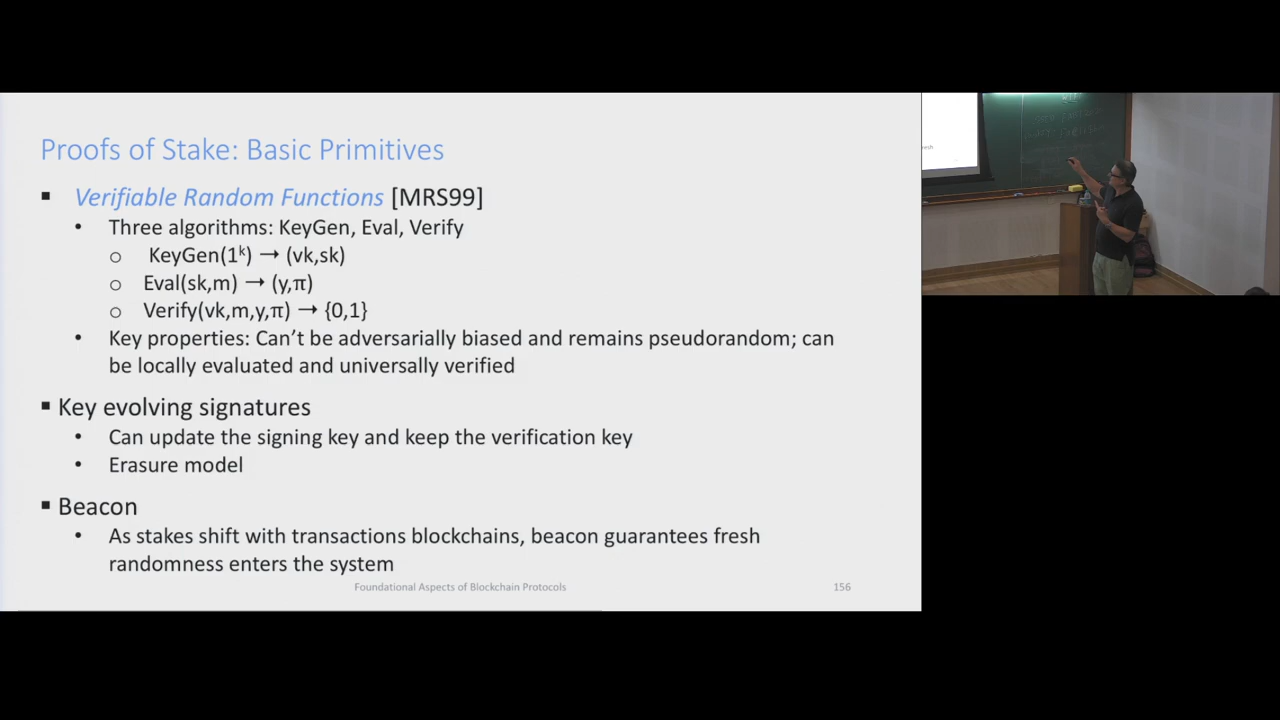 Proofs of Stake: Basic Primitives
▪ Verifiable Random Functions [MRS99]
• Three algorithms: KeyGen, Eval, Verify
o KeyGen(1ᵏ) → (vk,sk)
o Eval(sk,m) → (y,π)
o Verify(vk,m,y,π) → {0,1}
• Key properties: Can’t be adversarially biased and remains pseudorandom; can
be locally evaluated and universally verified
▪ Key evolving signatures
• Can update the signing key and keep the verification key
• Erasure model
▪ Beacon
• As stakes shift with transactions blockchains, beacon guarantees fresh
randomness enters the system
Foundational Aspects of Blockchain Protocols 156